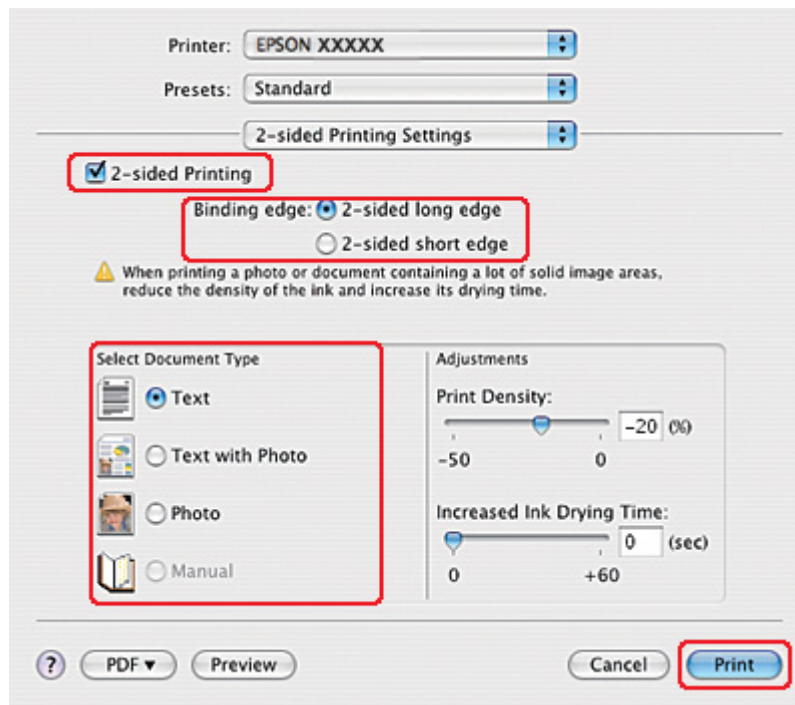 Printer: EPSON XXXXX
Presets: Standard
2-sided Printing Settings
2-sided Printing
Binding edge: 2-sided long edge
2-sided short edge
When printing a photo or document containing a lot of solid image areas,
reduce the density of the ink and increase its drying time.
Select Document Type
Text
Text with Photo
Photo
Manual
Adjustments
Print Density:
-20 (%)
-50 0
Increased Ink Drying Time:
0 (sec)
0 +60
? PDF ▼ Preview Cancel Print